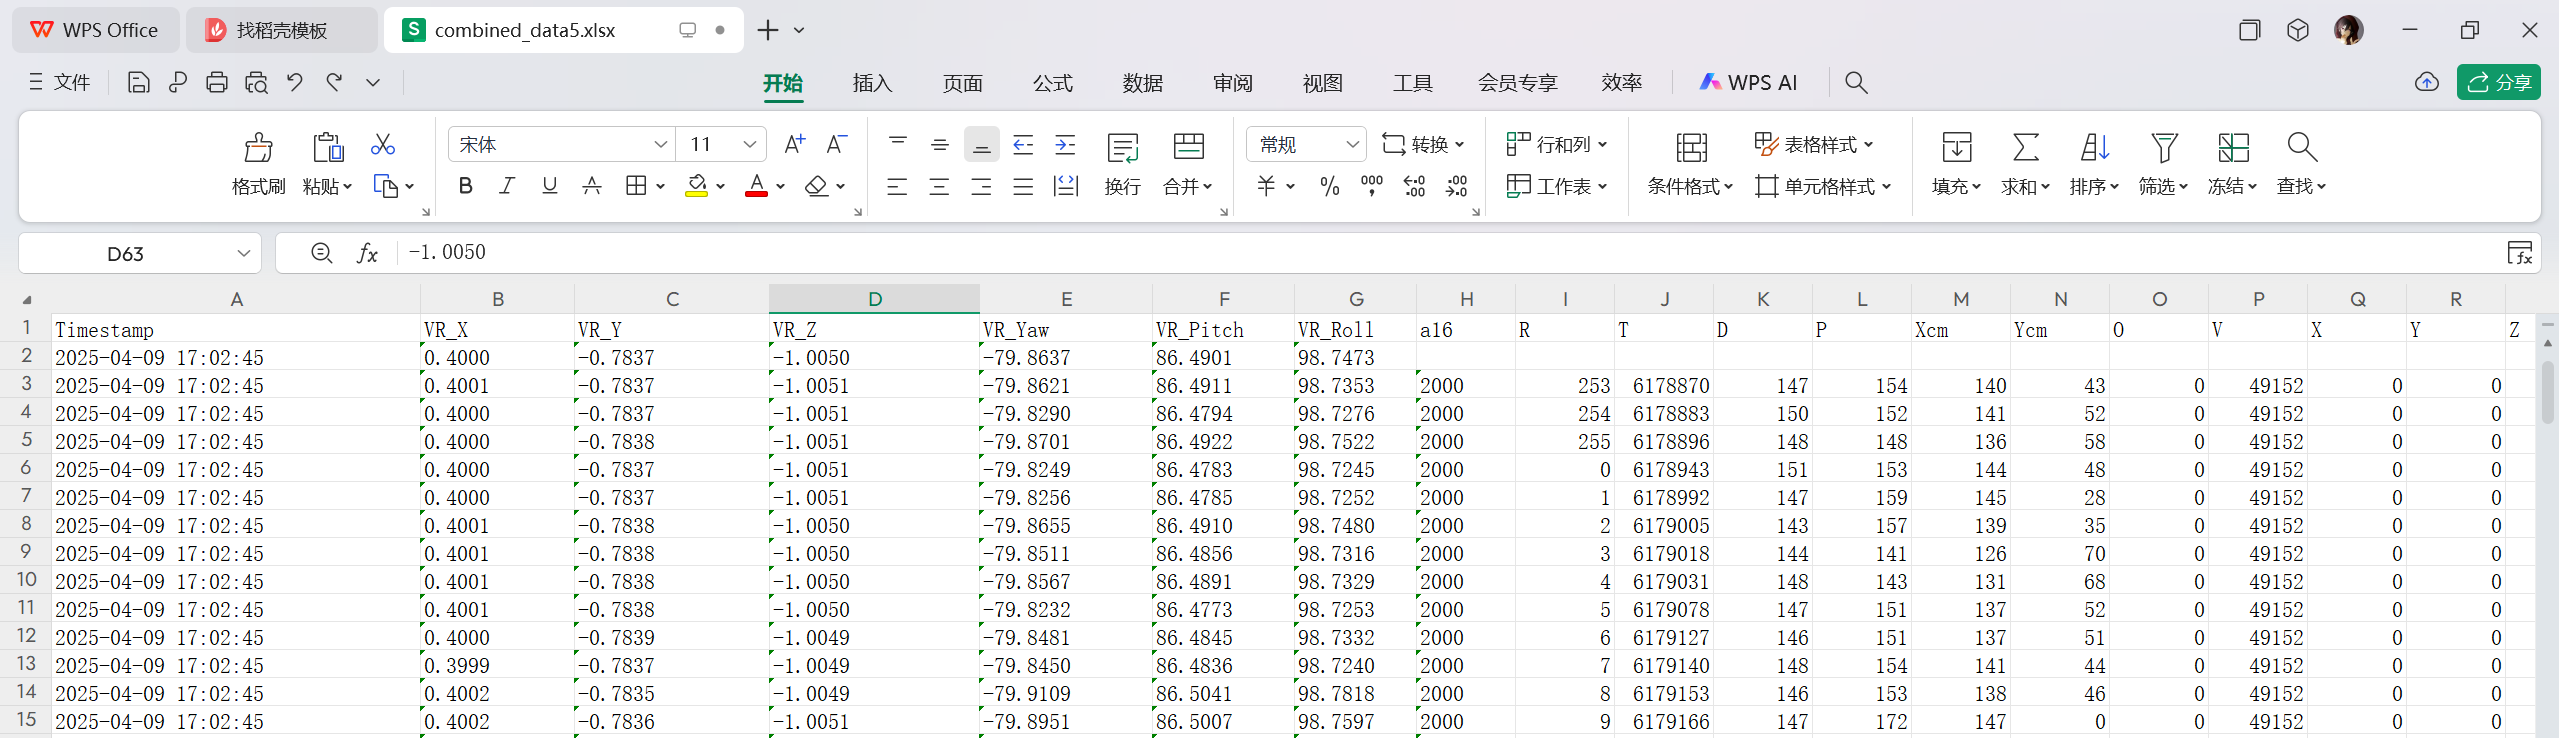 WPS Office 找稻壳模板 combined_data5.xlsx
文件 开始 插入 页面 公式 数据 审阅 视图 工具 会员专享 效率 WPS AI 分享
宋体 11 A+ A- 常规 转换 行和列 表格样式
格式刷 粘贴 B I U A A 换行 合并 ¥ % 000 工作表 条件格式 单元格样式 填充 求和 排序 筛选 冻结 查找
D63 fx -1.0050
A B C D E F G H I J K L M N O P Q R
1 Timestamp VR_X VR_Y VR_Z VR_Yaw VR_Pitch VR_Roll a16 R T D P Xcm Ycm O V X Y Z
2 2025-04-09 17:02:45 0.4000 -0.7837 -1.0050 -79.8637 86.4901 98.7473
3 2025-04-09 17:02:45 0.4001 -0.7837 -1.0051 -79.8621 86.4911 98.7353 2000 253 6178870 147 154 140 43 0 49152 0 0
4 2025-04-09 17:02:45 0.4000 -0.7837 -1.0051 -79.8290 86.4794 98.7276 2000 254 6178883 150 152 141 52 0 49152 0 0
5 2025-04-09 17:02:45 0.4000 -0.7838 -1.0051 -79.8701 86.4922 98.7522 2000 255 6178896 148 148 136 58 0 49152 0 0
6 2025-04-09 17:02:45 0.4000 -0.7837 -1.0051 -79.8249 86.4783 98.7245 2000 0 6178943 151 153 144 48 0 49152 0 0
7 2025-04-09 17:02:45 0.4000 -0.7837 -1.0051 -79.8256 86.4785 98.7252 2000 1 6178992 147 159 145 28 0 49152 0 0
8 2025-04-09 17:02:45 0.4001 -0.7838 -1.0050 -79.8655 86.4910 98.7480 2000 2 6179005 143 157 139 35 0 49152 0 0
9 2025-04-09 17:02:45 0.4001 -0.7838 -1.0050 -79.8511 86.4856 98.7316 2000 3 6179018 144 141 126 70 0 49152 0 0
10 2025-04-09 17:02:45 0.4001 -0.7838 -1.0050 -79.8567 86.4891 98.7329 2000 4 6179031 148 143 131 68 0 49152 0 0
11 2025-04-09 17:02:45 0.4001 -0.7838 -1.0050 -79.8232 86.4773 98.7253 2000 5 6179078 147 151 137 52 0 49152 0 0
12 2025-04-09 17:02:45 0.4000 -0.7839 -1.0049 -79.8481 86.4845 98.7332 2000 6 6179127 146 151 137 51 0 49152 0 0
13 2025-04-09 17:02:45 0.3999 -0.7837 -1.0049 -79.8450 86.4836 98.7240 2000 7 6179140 148 154 141 44 0 49152 0 0
14 2025-04-09 17:02:45 0.4002 -0.7835 -1.0049 -79.9109 86.5041 98.7818 2000 8 6179153 146 153 138 46 0 49152 0 0
15 2025-04-09 17:02:45 0.4002 -0.7836 -1.0051 -79.8951 86.5007 98.7597 2000 9 6179166 147 172 147 0 0 49152 0 0